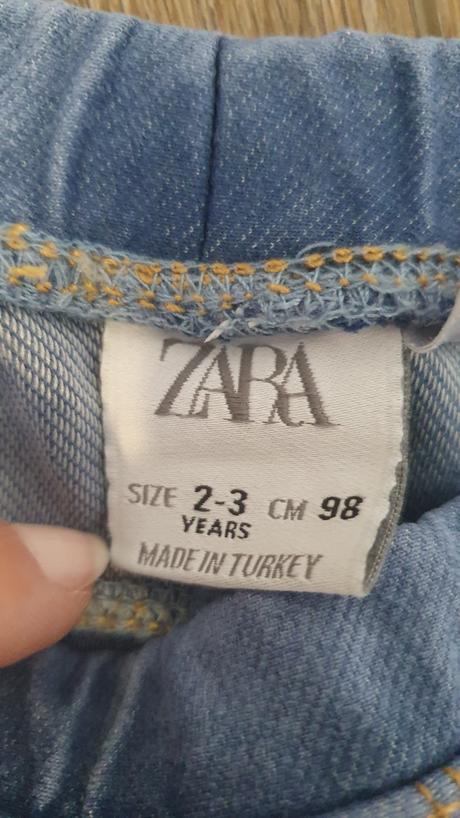 ZARA
SIZE 2-3 CM 98
YEARS
MADE IN TURKEY